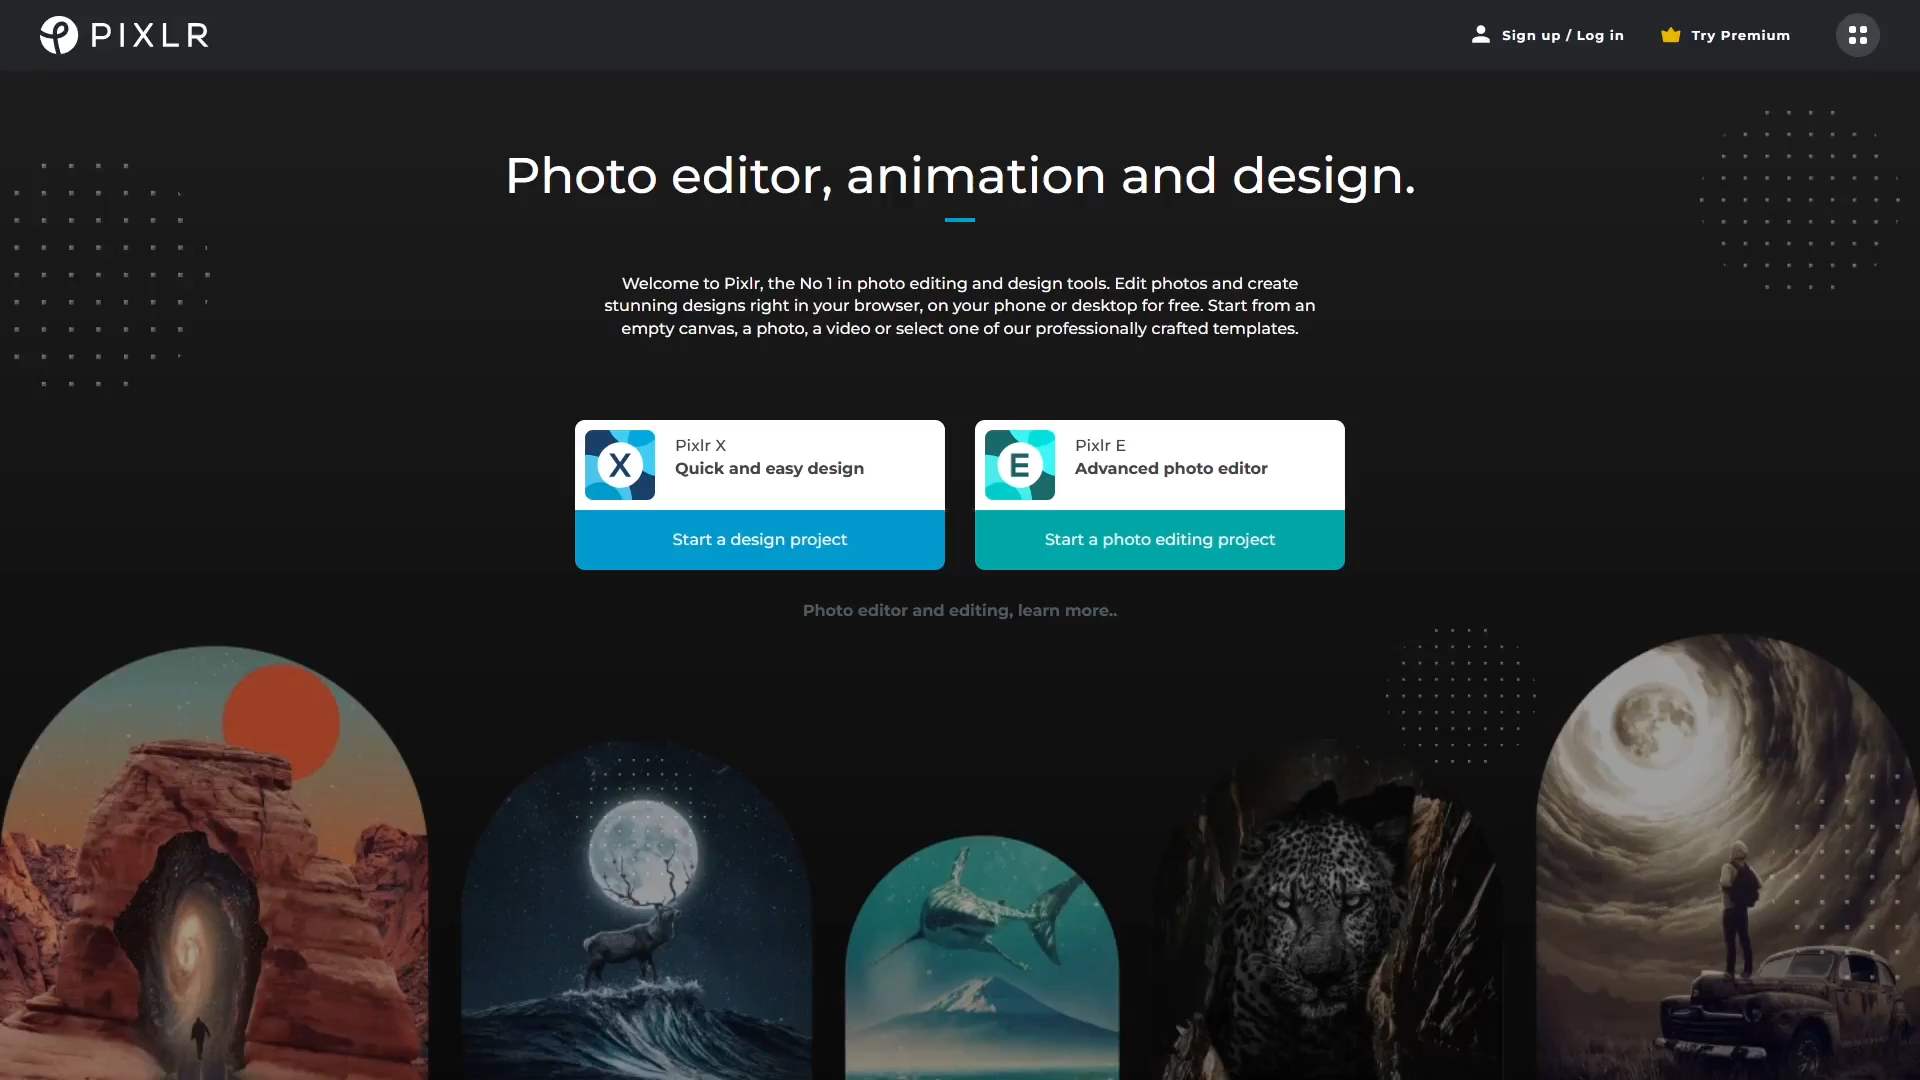 PIXLR
Sign up / Log in
Try Premium
Photo editor, animation and design.
Welcome to Pixlr, the No 1 in photo editing and design tools. Edit photos and create
stunning designs right in your browser, on your phone or desktop for free. Start from an
empty canvas, a photo, a video or select one of our professionally crafted templates.
X
Pixlr X
Quick and easy design
Start a design project
E
Pixlr E
Advanced photo editor
Start a photo editing project
Photo editor and editing, learn more..